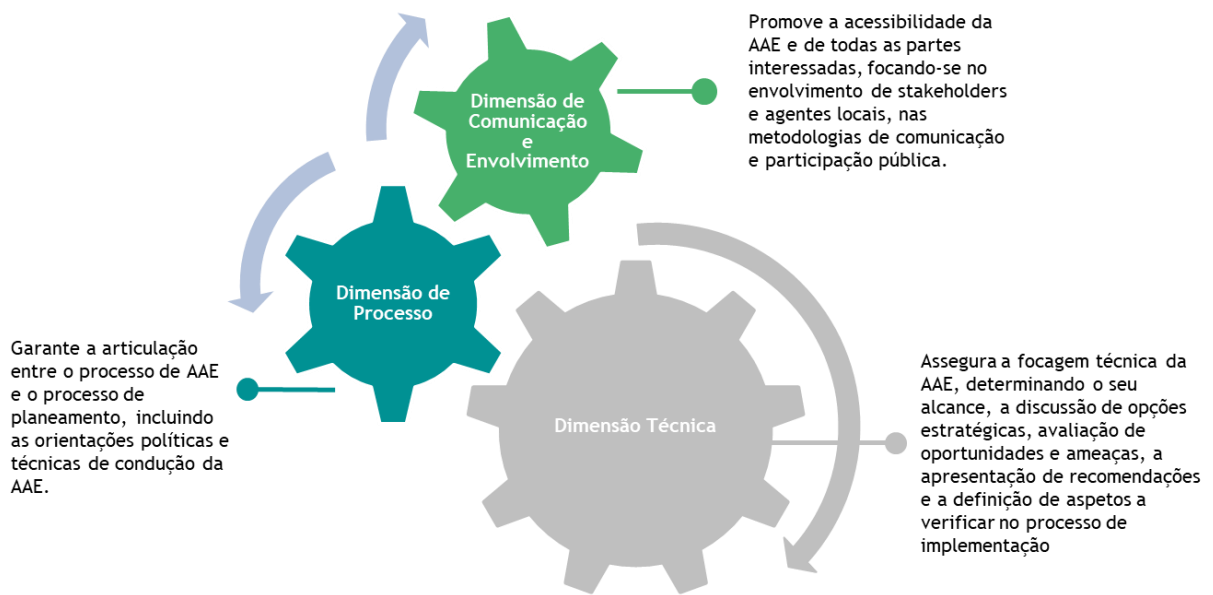 Dimensão de
Comunicação
e
Envolvimento
Promove a acessibilidade da
AAE e de todas as partes
interessadas, focando-se no
envolvimento de stakeholders
e agentes locais, nas
metodologias de comunicação
e participação pública.
Dimensão de
Processo
Garante a articulação
entre o processo de AAE
e o processo de
planeamento, incluindo
as orientações políticas e
técnicas de condução da
AAE.
Dimensão Técnica
Assegura a focagem técnica da
AAE, determinando o seu
alcance, a discussão de opções
estratégicas, avaliação de
oportunidades e ameaças, a
apresentação de recomendações
e a definição de aspetos a
verificar no processo de
implementação